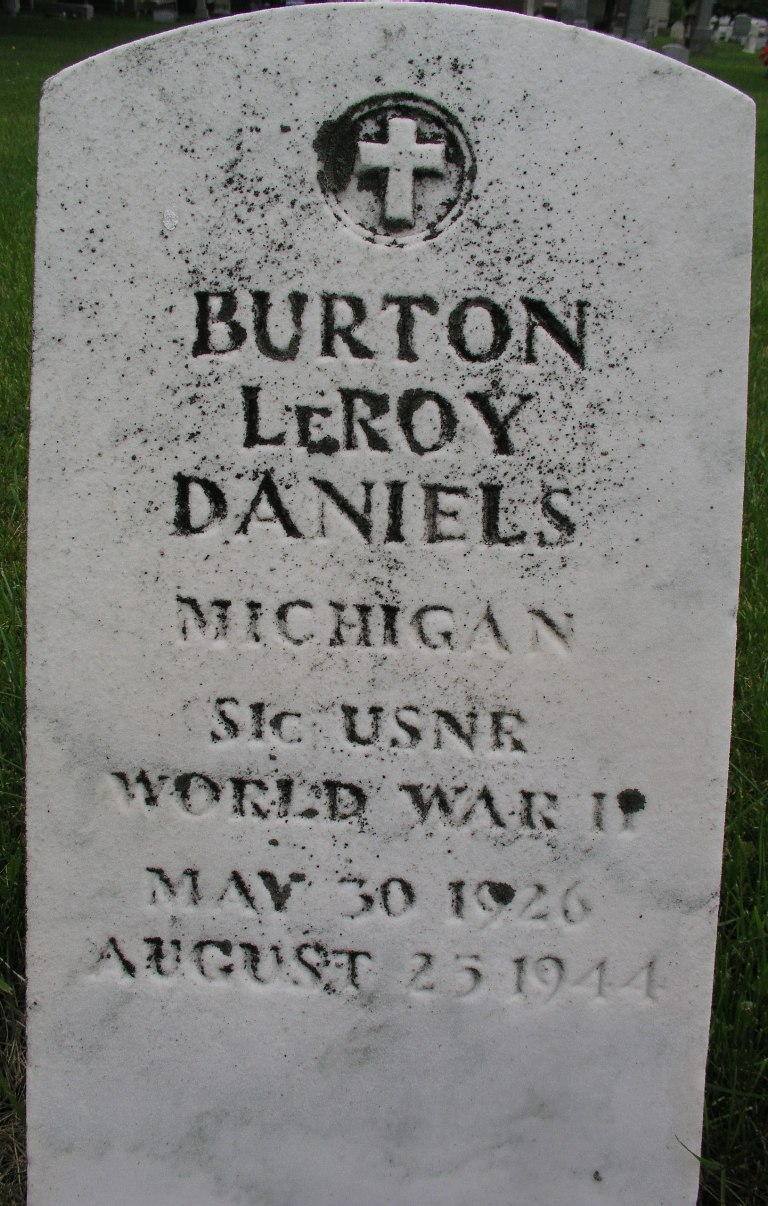 BURTON
LeROY
DANIELS
MICHIGAN
S1c USNR
WORLD WAR II
MAY 30 1926
AUGUST 25 1944